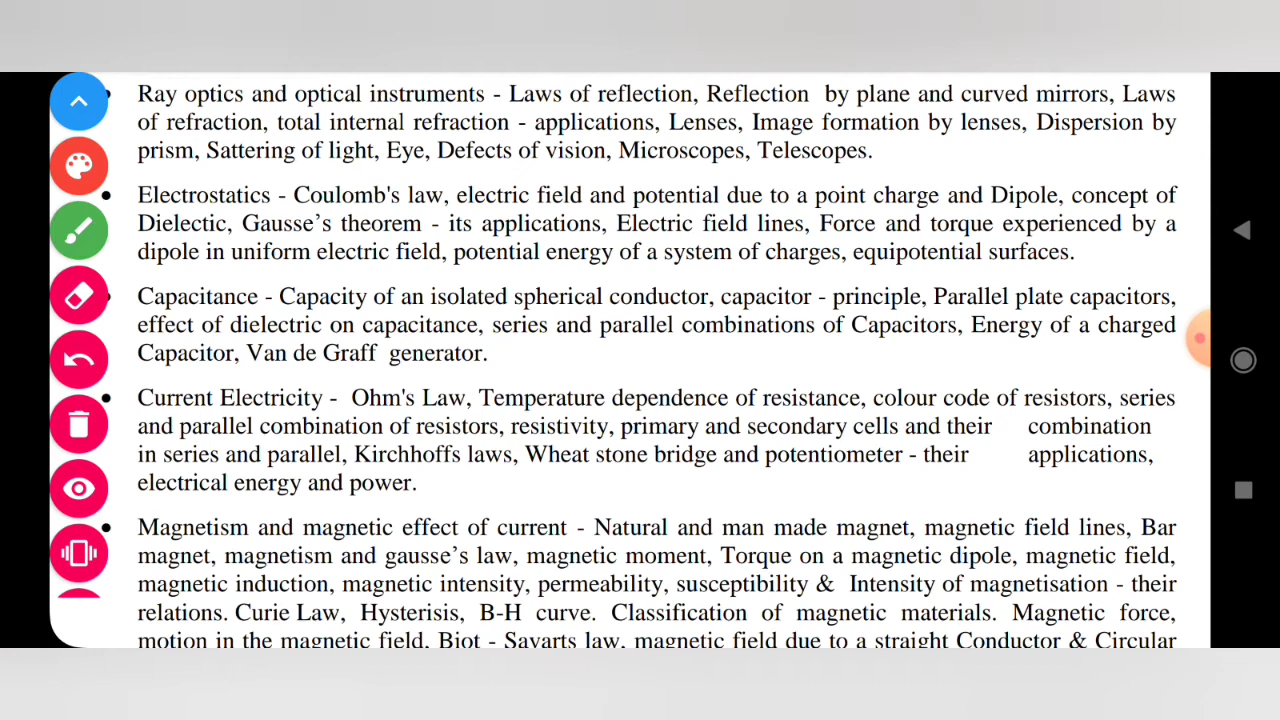 Ray optics and optical instruments - Laws of reflection, Reflection by plane and curved mirrors, Laws
of refraction, total internal refraction - applications, Lenses, Image formation by lenses, Dispersion by
prism, Sattering of light, Eye, Defects of vision, Microscopes, Telescopes.
Electrostatics - Coulomb's law, electric field and potential due to a point charge and Dipole, concept of
Dielectic, Gausse’s theorem - its applications, Electric field lines, Force and torque experienced by a
dipole in uniform electric field, potential energy of a system of charges, equipotential surfaces.
Capacitance - Capacity of an isolated spherical conductor, capacitor - principle, Parallel plate capacitors,
effect of dielectric on capacitance, series and parallel combinations of Capacitors, Energy of a charged
Capacitor, Van de Graff generator.
Current Electricity - Ohm's Law, Temperature dependence of resistance, colour code of resistors, series
and parallel combination of resistors, resistivity, primary and secondary cells and their combination
in series and parallel, Kirchhoffs laws, Wheat stone bridge and potentiometer - their applications,
electrical energy and power.
Magnetism and magnetic effect of current - Natural and man made magnet, magnetic field lines, Bar
magnet, magnetism and gausse’s law, magnetic moment, Torqe on a magnetic dipole, magnetic field,
magnetic induction, magnetic intensity, permeability, susceptibility & Intensity of magnetisation - their
relations. Curie Law, Hysterisis, B-H curve. Classification of magnetic materials. Magnetic force,
motion in the magnetic field, Biot - Savarts law, magnetic field due to a straight Conductor & Circular